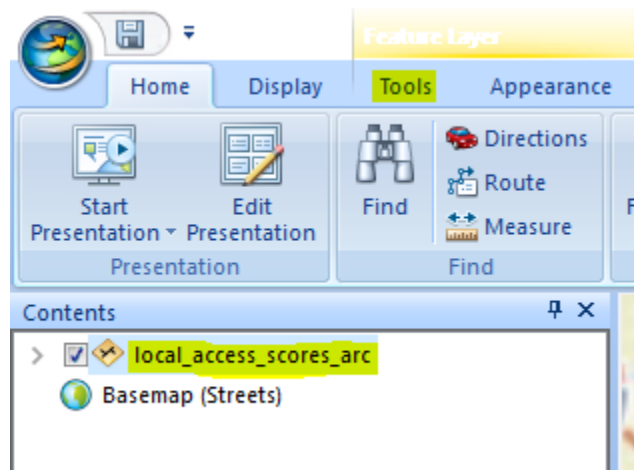 Feature Layer
Home Display Tools Appearance
Start Presentation
Edit Presentation
Find
Directions
Route
Measure
Presentation
Find
Contents
local_access_scores_arc
Basemap (Streets)